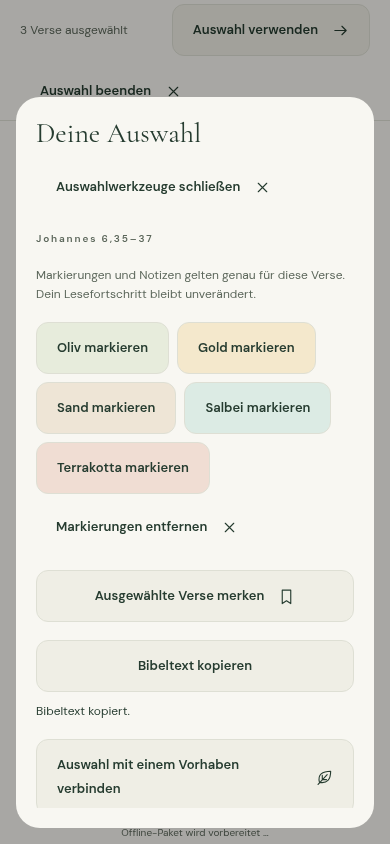 3 Verse ausgewählt
Auswahl verwenden
Auswahl beenden
Deine Auswahl
Auswahlwerkzeuge schließen
Johannes 6,35–37
Markierungen und Notizen gelten genau für diese Verse.
Dein Lesefortschritt bleibt unverändert.
Oliv markieren
Gold markieren
Sand markieren
Salbei markieren
Terrakotta markieren
Markierungen entfernen
Ausgewählte Verse merken
Bibeltext kopieren
Bibeltext kopiert.
Auswahl mit einem Vorhaben
verbinden
Offline-Paket wird vorbereitet …